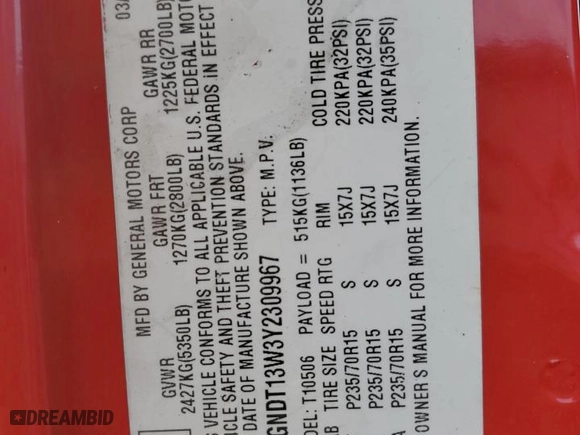 MFD BY GENERAL MOTORS CORP 03/
GVWR GAWR FRT GAWR RR
2427KG(5350LB) 1270KG(2800LB) 1225KG(2700LB)
VEHICLE CONFORMS TO ALL APPLICABLE U.S. FEDERAL MOTO
ICLE SAFETY AND THEFT PREVENTION STANDARDS IN EFFECT
DATE OF MANUFACTURE SHOWN ABOVE.
GNDT13W3Y2309967 TYPE: M.P.V.
DEL: T10506 PAYLOAD = 515KG(1136LB)
B TIRE SIZE SPEED RTG RIM COLD TIRE PRESS
P235/70R15 S 15X7J 220KPA(32PSI)
P235/70R15 S 15X7J 220KPA(32PSI)
P235/70R15 S 15X7J 240KPA(35PSI)
OWNER'S MANUAL FOR MORE INFORMATION.
DREAMBID